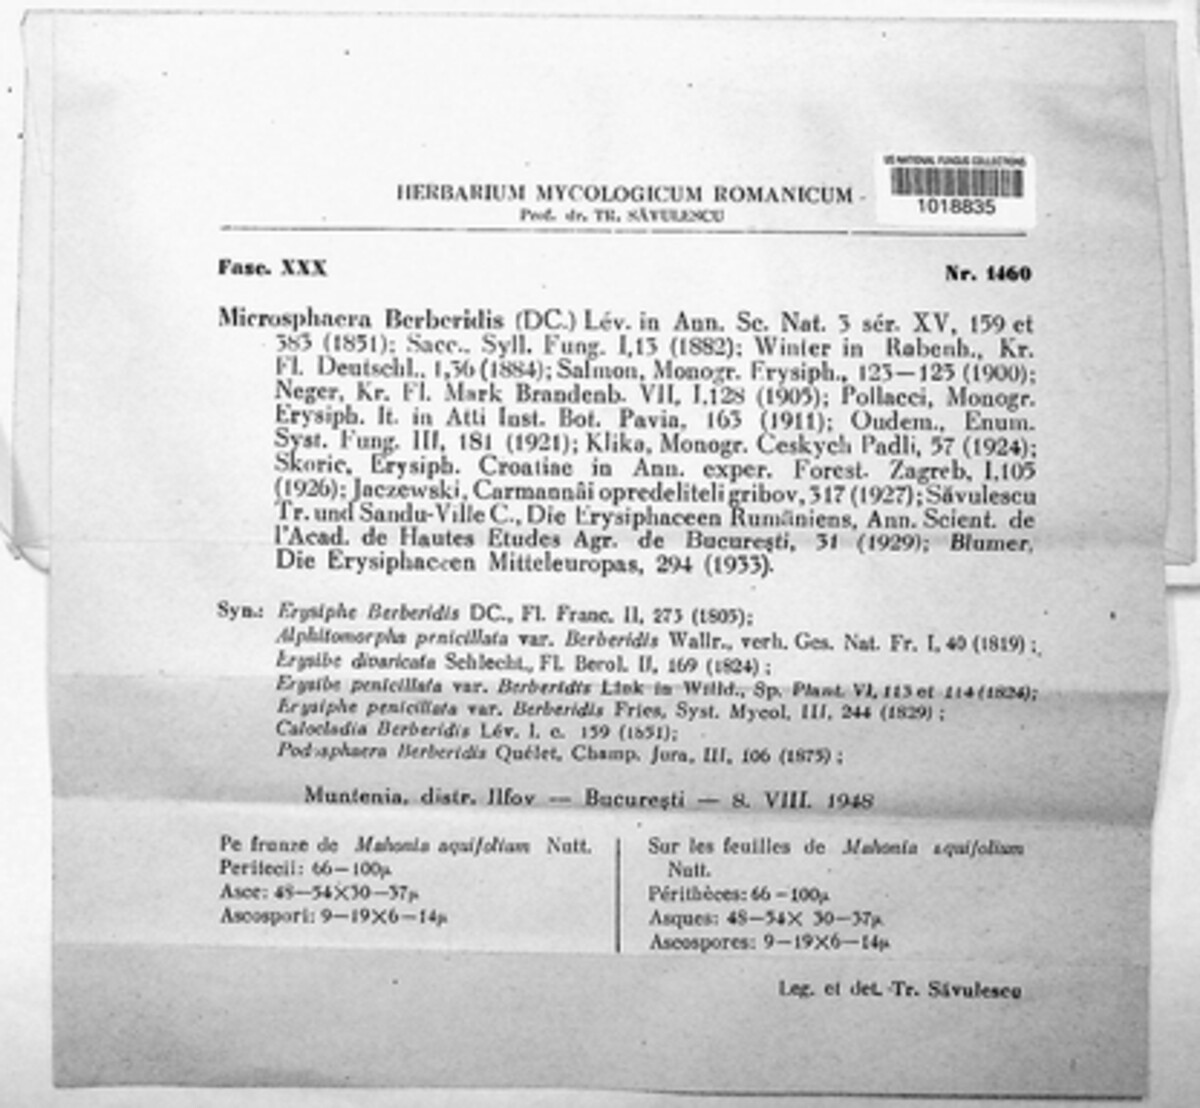 US NATIONAL FUNGUS COLLECTIONS
1018835
HERBARIUM MYCOLOGICUM ROMANICUM
Prof. dr. TR. SĂVULESCU
Fasc. XXX
Nr. 1460
Microsphaera Berberidis (DC.) Lév. in Ann. Sc. Nat. 3 sér. XV, 159 et
383 (1851); Sacc., Syll. Fung. I,13 (1882); Winter in Rabenh., Kr.
Fl. Deutschl., 1,36 (1884); Salmon, Monogr. Erysiph., 123—125 (1900);
Neger, Kr. Fl. Mark Brandenb. VII, I,128 (1905); Pollacci, Monogr.
Erysiph. It. in Atti Inst. Bot. Pavia, 163 (1911); Oudem., Enum.
Syst. Fung. III, 181 (1921); Klika, Monogr. Ceskych Padli, 57 (1924);
Skoric, Erysiph. Croatiae in Ann. exper. Forest. Zagreb, I,105
(1926); Jaczewski, Carmannâi opredeliteli gribov, 317 (1927); Săvulescu
Tr. und Sandu-Ville C., Die Erysiphaceen Rumäniens, Ann. Scient. de
l'Acad. de Hautes Etudes Agr. de București, 31 (1929); Blumer,
Die Erysiphaceen Mitteleuropas, 294 (1933).
Syn.: Erysiphe Berberidis DC., Fl. Franc. II, 273 (1805);
Alphitomorpha penicillata var. Berberidis Wallr., verh. Ges. Nat. Fr. I, 40 (1819);
Erysibe divaricata Schlecht., Fl. Berol. II, 169 (1824);
Erysibe penicillata var. Berberidis Link in Willd., Sp. Plant. VI, 113 et 114 (1824);
Erysiphe penicillata var. Berberidis Fries, Syst. Mycol. III, 244 (1829);
Calocladia Berberidis Lév. l. c. 159 (1851);
Podosphaera Berberidis Quélet, Champ. Jura, III, 106 (1875);
Muntenia, distr. Ilfov — București — 8. VIII. 1948
Pe frunze de Mahonia aquifolium Nutt.
Peritecii: 66—100µ
Asce: 48—54×30—37µ
Ascospori: 9—19×6—14µ
Sur les feuilles de Mahonia aquifolium
Nutt.
Périthèces: 66—100µ
Asques: 48—54× 30—37µ
Ascospores: 9—19×6—14µ
Leg. et det. Tr. Săvulescu